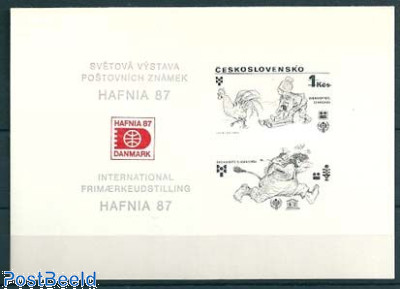 SVĚTOVÁ VÝSTAVA
POŠTOVNÍCH ZNÁMEK
HAFNIA 87
HAFNIA 87
DANMARK
INTERNATIONAL
FRIMÆRKEUDSTILLING
HAFNIA 87
ČESKOSLOVENSKO
1 Kčs
PostBeeld